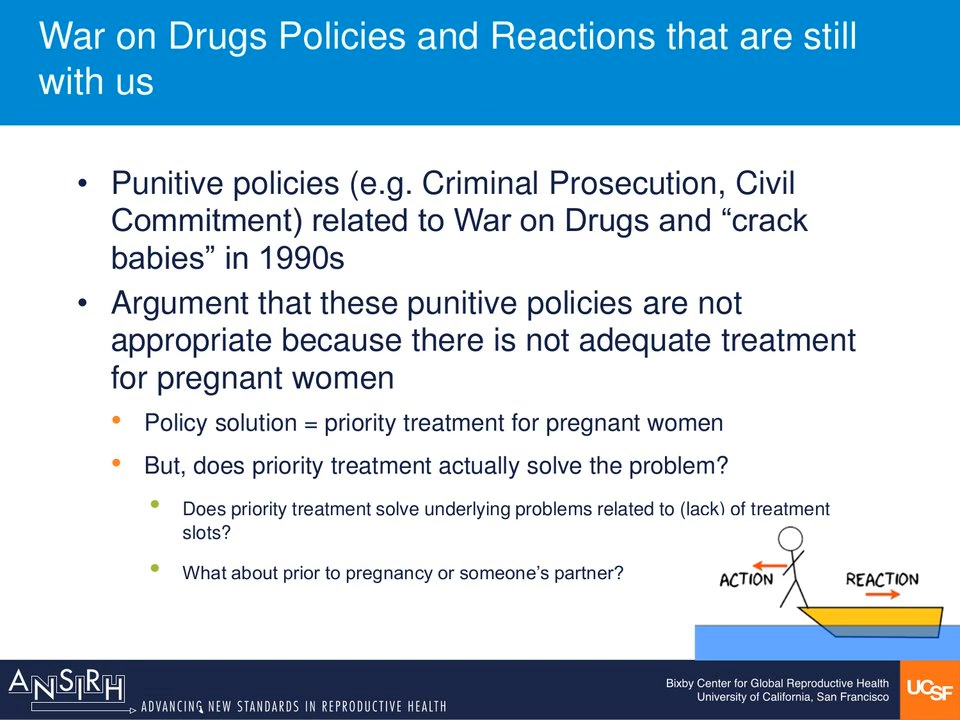 War on Drugs Policies and Reactions that are still
with us
• Punitive policies (e.g. Criminal Prosecution, Civil
Commitment) related to War on Drugs and “crack
babies” in 1990s
• Argument that these punitive policies are not
appropriate because there is not adequate treatment
for pregnant women
• Policy solution = priority treatment for pregnant women
• But, does priority treatment actually solve the problem?
• Does priority treatment solve underlying problems related to (lack) of treatment
slots?
• What about prior to pregnancy or someone’s partner?
ACTION
REACTION
ANSIRH
ADVANCING NEW STANDARDS IN REPRODUCTIVE HEALTH
Bixby Center for Global Reproductive Health
University of California, San Francisco
UCSF